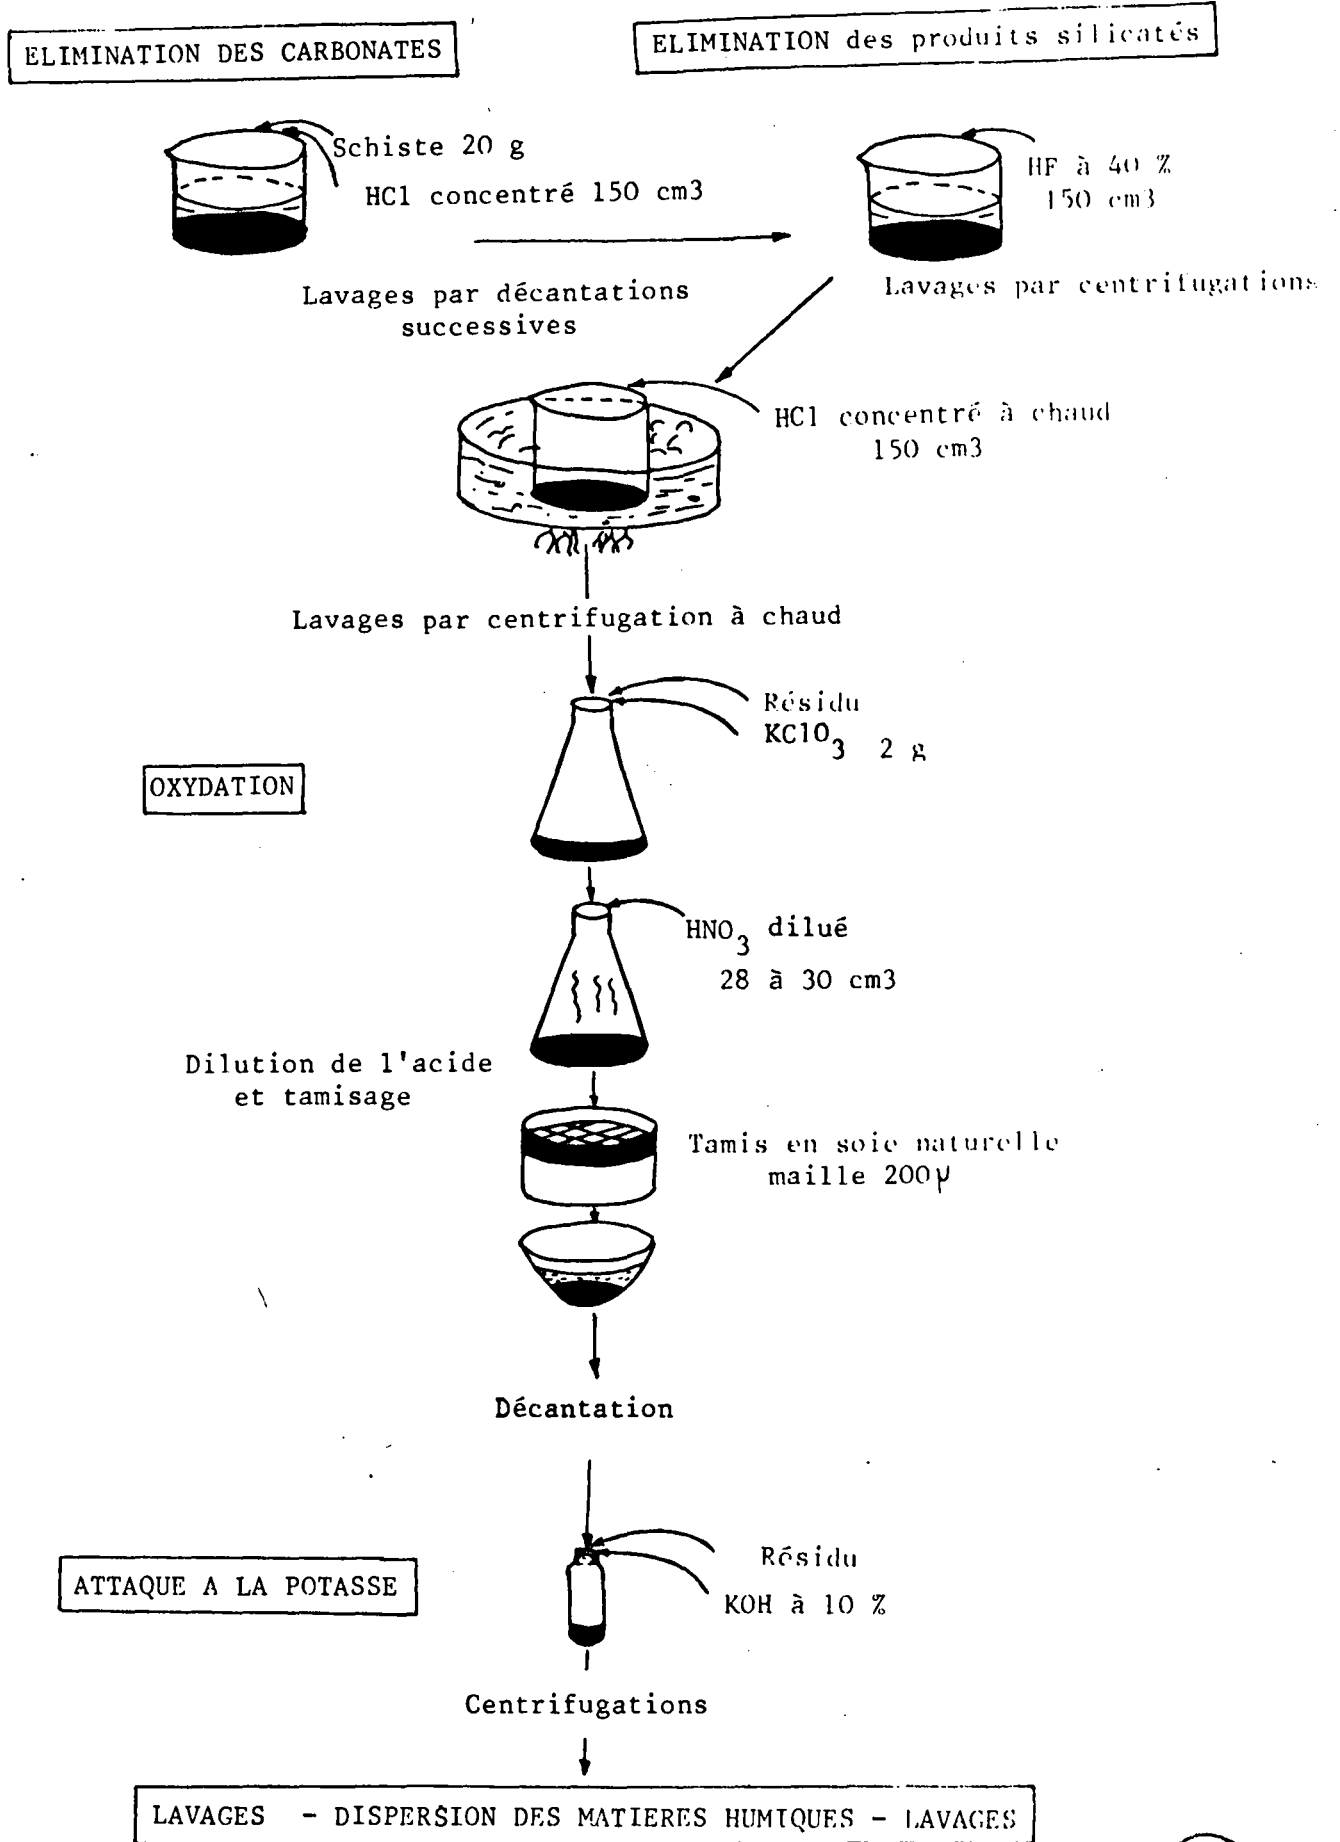 ELIMINATION DES CARBONATES
ELIMINATION des produits silicatés
Schiste 20 g
HCl concentré 150 cm3
HF à 40 %
150 cm3
Lavages par décantations
successives
Lavages par centrifugations
HCl concentré à chaud
150 cm3
Lavages par centrifugation à chaud
Résidu
KClO3 2 g
OXYDATION
HNO3 dilué
28 à 30 cm3
Dilution de l'acide
et tamisage
Tamis en soie naturelle
maille 200µ
Décantation
ATTAQUE A LA POTASSE
Résidu
KOH à 10 %
Centrifugations
LAVAGES - DISPERSION DES MATIERES HUMIQUES - LAVAGES